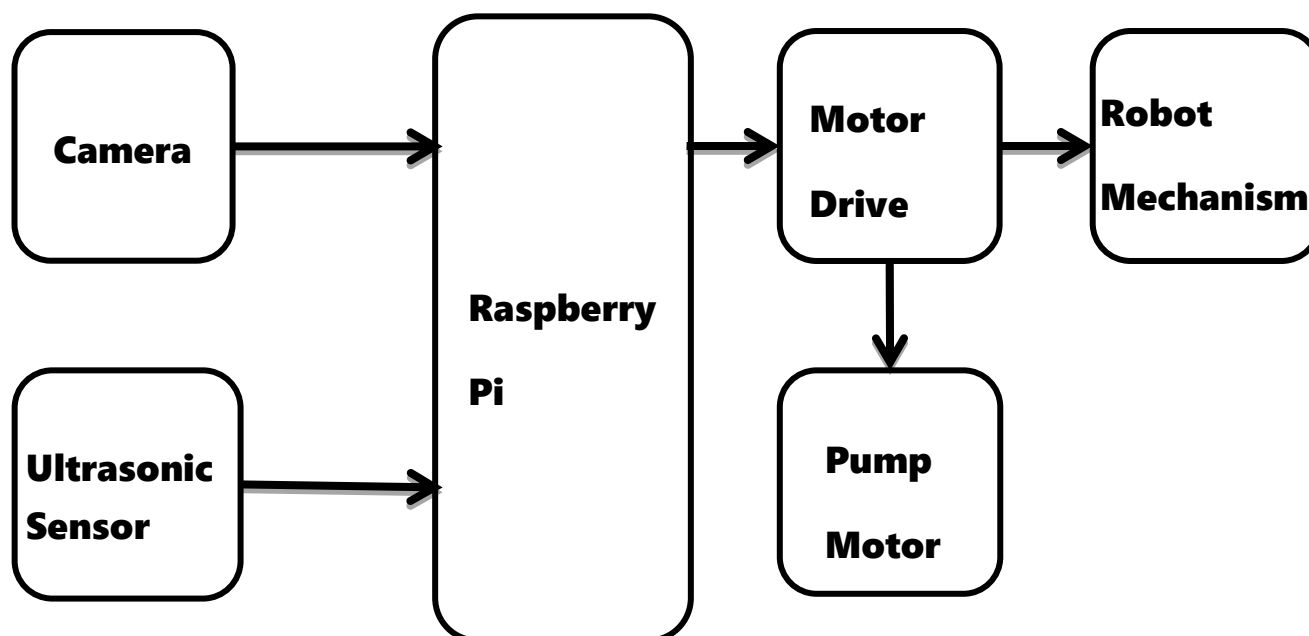 Camera
Ultrasonic
Sensor
Raspberry
Pi
Motor
Drive
Robot
Mechanism
Pump
Motor